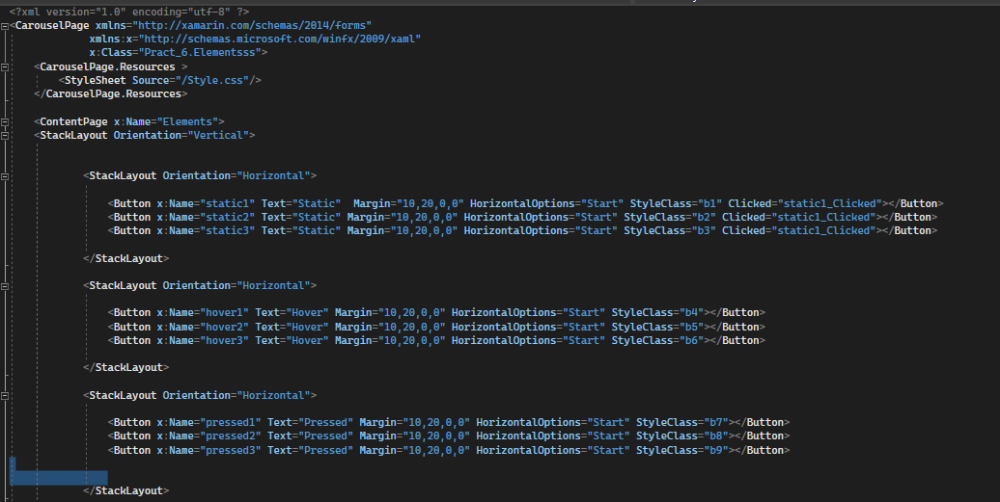 <?xml version="1.0" encoding="utf-8" ?>
<CarouselPage xmlns="http://xamarin.com/schemas/2014/forms"
xmlns:x="http://schemas.microsoft.com/winfx/2009/xaml"
x:Class="Pract_6.Elementsss">
<CarouselPage.Resources >
<StyleSheet Source="/Style.css"/>
</CarouselPage.Resources>
<ContentPage x:Name="Elements">
<StackLayout Orientation="Vertical">
<StackLayout Orientation="Horizontal">
<Button x:Name="static1" Text="Static"  Margin="10,20,0,0" HorizontalOptions="Start" StyleClass="b1" Clicked="static1_Clicked"></Button>
<Button x:Name="static2" Text="Static" Margin="10,20,0,0" HorizontalOptions="Start" StyleClass="b2" Clicked="static1_Clicked"></Button>
<Button x:Name="static3" Text="Static" Margin="10,20,0,0" HorizontalOptions="Start" StyleClass="b3" Clicked="static1_Clicked"></Button>
</StackLayout>
<StackLayout Orientation="Horizontal">
<Button x:Name="hover1" Text="Hover" Margin="10,20,0,0" HorizontalOptions="Start" StyleClass="b4"></Button>
<Button x:Name="hover2" Text="Hover" Margin="10,20,0,0" HorizontalOptions="Start" StyleClass="b5"></Button>
<Button x:Name="hover3" Text="Hover" Margin="10,20,0,0" HorizontalOptions="Start" StyleClass="b6"></Button>
</StackLayout>
<StackLayout Orientation="Horizontal">
<Button x:Name="pressed1" Text="Pressed" Margin="10,20,0,0" HorizontalOptions="Start" StyleClass="b7"></Button>
<Button x:Name="pressed2" Text="Pressed" Margin="10,20,0,0" HorizontalOptions="Start" StyleClass="b8"></Button>
<Button x:Name="pressed3" Text="Pressed" Margin="10,20,0,0" HorizontalOptions="Start" StyleClass="b9"></Button>
</StackLayout>